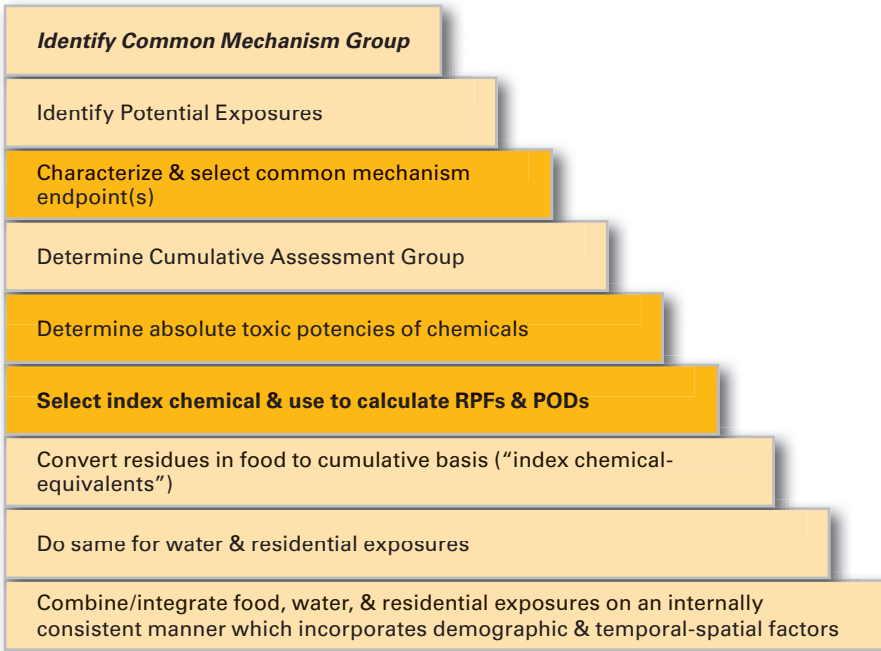 Identify Common Mechanism Group
Identify Potential Exposures
Characterize & select common mechanism
endpoint(s)
Determine Cumulative Assessment Group
Determine absolute toxic potencies of chemicals
Select index chemical & use to calculate RPFs & PODs
Convert residues in food to cumulative basis (“index chemical-
equivalents”)
Do same for water & residential exposures
Combine/integrate food, water, & residential exposures on an internally
consistent manner which incorporates demographic & temporal-spatial factors